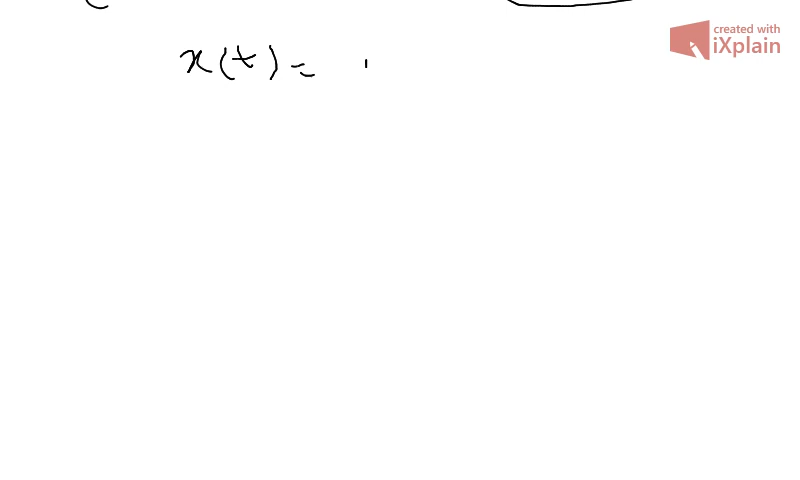 created with
iXplain
x(t) =